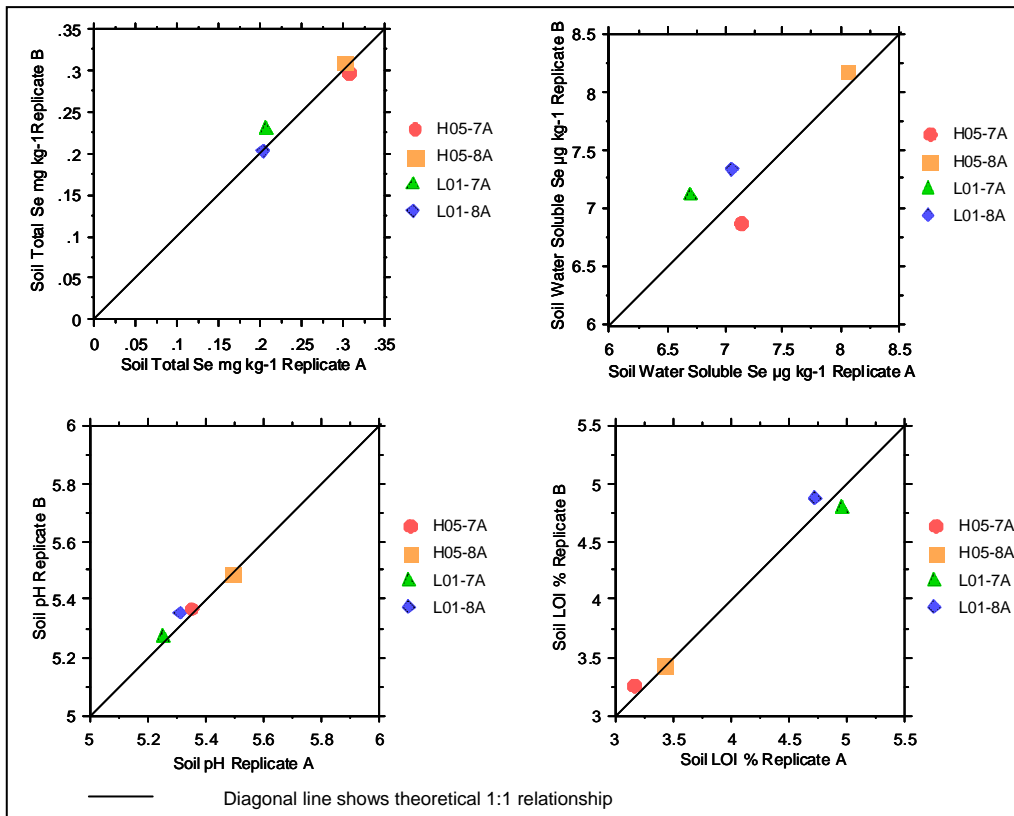 .35
.3
.25
.2
.15
.1
.05
0
0 .05 .1 .15 .2 .25 .3 .35
Soil Total Se mg kg-1Replicate B
Soil Total Se mg kg-1 Replicate A
H05-7A
H05-8A
L01-7A
L01-8A
8.5
8
7.5
7
6.5
6
6 6.5 7 7.5 8 8.5
Soil Water Soluble Se µg kg-1 Replicate B
Soil Water Soluble Se µg kg-1 Replicate A
H05-7A
H05-8A
L01-7A
L01-8A
6
5.8
5.6
5.4
5.2
5
5 5.2 5.4 5.6 5.8 6
Soil pH Replicate B
Soil pH Replicate A
H05-7A
H05-8A
L01-7A
L01-8A
5.5
5
4.5
4
3.5
3
3 3.5 4 4.5 5 5.5
Soil LOI % Replicate B
Soil LOI % Replicate A
H05-7A
H05-8A
L01-7A
L01-8A
Diagonal line shows theoretical 1:1 relationship